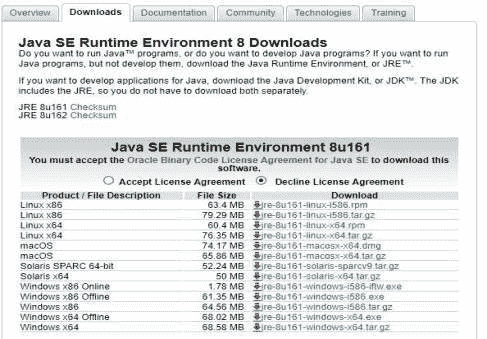 Overview Downloads Documentation Community Technologies Training
Java SE Runtime Environment 8 Downloads
Do you want to run Java™ programs, or do you want to develop Java programs? If you want to run
Java programs, but not develop them, download the Java Runtime Environment, or JRE™.
If you want to develop applications for Java, download the Java Development Kit, or JDK™. The JDK
includes the JRE, so you do not have to download both separately.
JRE 8u161 Checksum
JRE 8u162 Checksum
Java SE Runtime Environment 8u161
You must accept the Oracle Binary Code License Agreement for Java SE to download this
software.
Accept License Agreement Decline License Agreement
Product / File Description File Size Download
Linux x86 63.4 MB jre-8u161-linux-i586.rpm
Linux x86 79.29 MB jre-8u161-linux-i586.tar.gz
Linux x64 60.4 MB jre-8u161-linux-x64.rpm
Linux x64 76.35 MB jre-8u161-linux-x64.tar.gz
macOS 74.17 MB jre-8u161-macosx-x64.dmg
macOS 65.86 MB jre-8u161-macosx-x64.tar.gz
Solaris SPARC 64-bit 52.24 MB jre-8u161-solaris-sparcv9.tar.gz
Solaris x64 50 MB jre-8u161-solaris-x64.tar.gz
Windows x86 Online 1.78 MB jre-8u161-windows-i586-iftw.exe
Windows x86 Offline 61.35 MB jre-8u161-windows-i586.exe
Windows x86 64.56 MB jre-8u161-windows-i586.tar.gz
Windows x64 Offline 68.02 MB jre-8u161-windows-x64.exe
Windows x64 68.58 MB jre-8u161-windows-x64.tar.gz